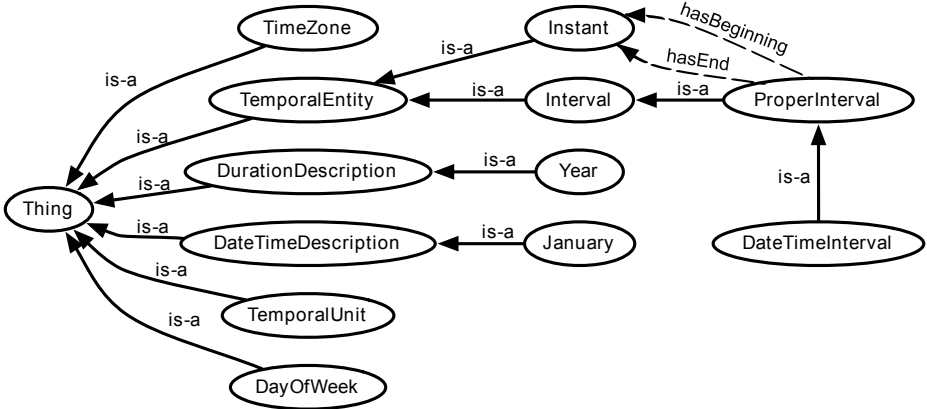 TimeZone
Instant
hasBeginning
is-a
is-a
hasEnd
TemporalEntity
is-a
Interval
is-a
ProperInterval
is-a
DurationDescription
is-a
Year
is-a
is-a
Thing
is-a
DateTimeDescription
is-a
January
DateTimeInterval
is-a
TemporalUnit
is-a
DayOfWeek